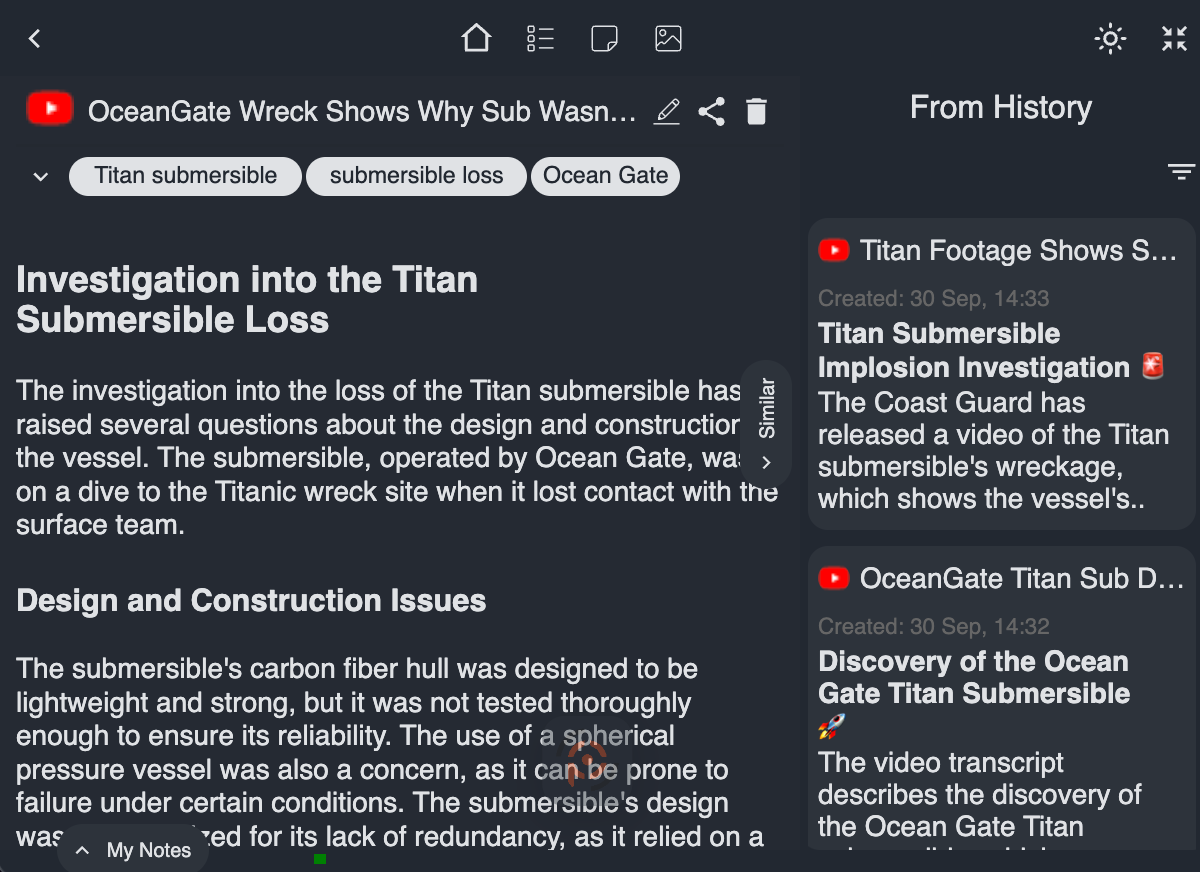 OceanGate Wreck Shows Why Sub Wasn...
Titan submersible submersible loss Ocean Gate
Investigation into the Titan
Submersible Loss
The investigation into the loss of the Titan submersible has
raised several questions about the design and construction
the vessel. The submersible, operated by Ocean Gate, was
on a dive to the Titanic wreck site when it lost contact with the
surface team.
Similar
Design and Construction Issues
The submersible's carbon fiber hull was designed to be
lightweight and strong, but it was not tested thoroughly
enough to ensure its reliability. The use of a spherical
pressure vessel was also a concern, as it can be prone to
failure under certain conditions. The submersible's design
was zed for its lack of redundancy, as it relied on a
My Notes
From History
Titan Footage Shows S...
Created: 30 Sep, 14:33
Titan Submersible
Implosion Investigation
The Coast Guard has
released a video of the Titan
submersible's wreckage,
which shows the vessel's..
OceanGate Titan Sub D...
Created: 30 Sep, 14:32
Discovery of the Ocean
Gate Titan Submersible
The video transcript
describes the discovery of
the Ocean Gate Titan